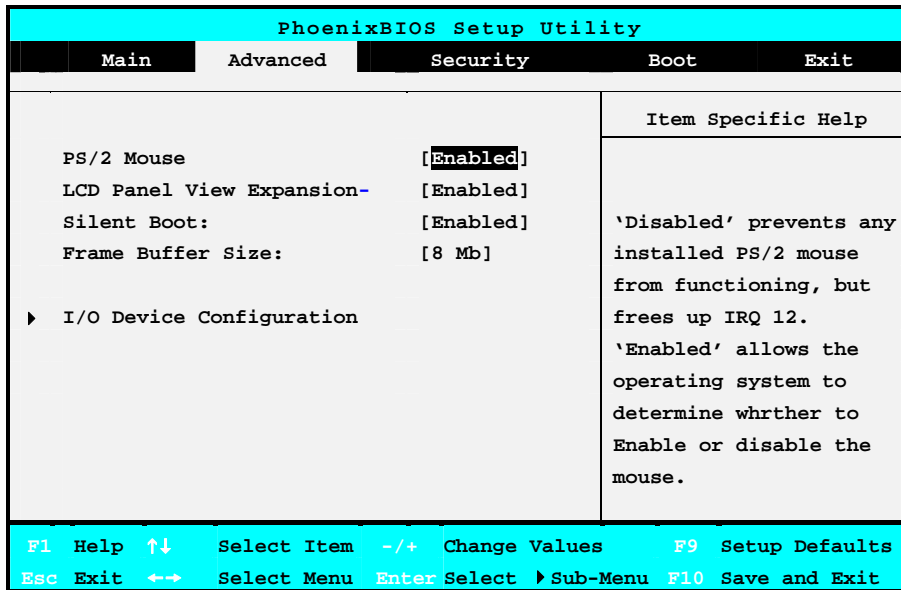 PhoenixBIOS Setup Utility
Main Advanced Security Boot Exit
Item Specific Help
PS/2 Mouse [Enabled]
LCD Panel View Expansion- [Enabled]
Silent Boot: [Enabled]
Frame Buffer Size: [8 Mb]
I/O Device Configuration
‘Disabled’ prevents any
installed PS/2 mouse
from functioning, but
frees up IRQ 12.
‘Enabled’ allows the
operating system to
determine whrther to
Enable or disable the
mouse.
F1 Help ↑↓ Select Item -/+ Change Values F9 Setup Defaults
Esc Exit ←→ Select Menu Enter Select ▶Sub-Menu F10 Save and Exit